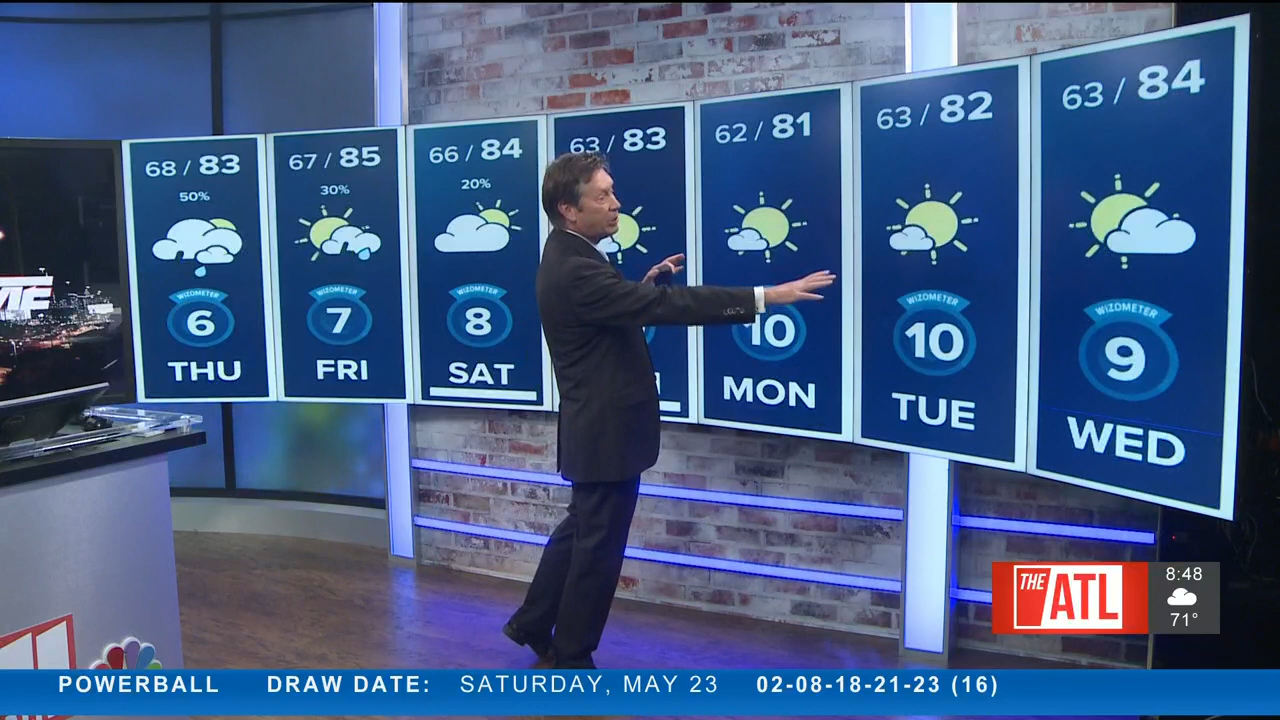 68 / 83
50%
WIZOMETER
6
THU
67 / 85
30%
WIZOMETER
7
FRI
66 / 84
20%
WIZOMETER
8
SAT
63 / 83
62 / 81
10
MON
63 / 82
WIZOMETER
10
TUE
63 / 84
WIZOMETER
9
WED
THE ATL
8:48
71°
POWERBALL DRAW DATE: SATURDAY, MAY 23 02-08-18-21-23 (16)